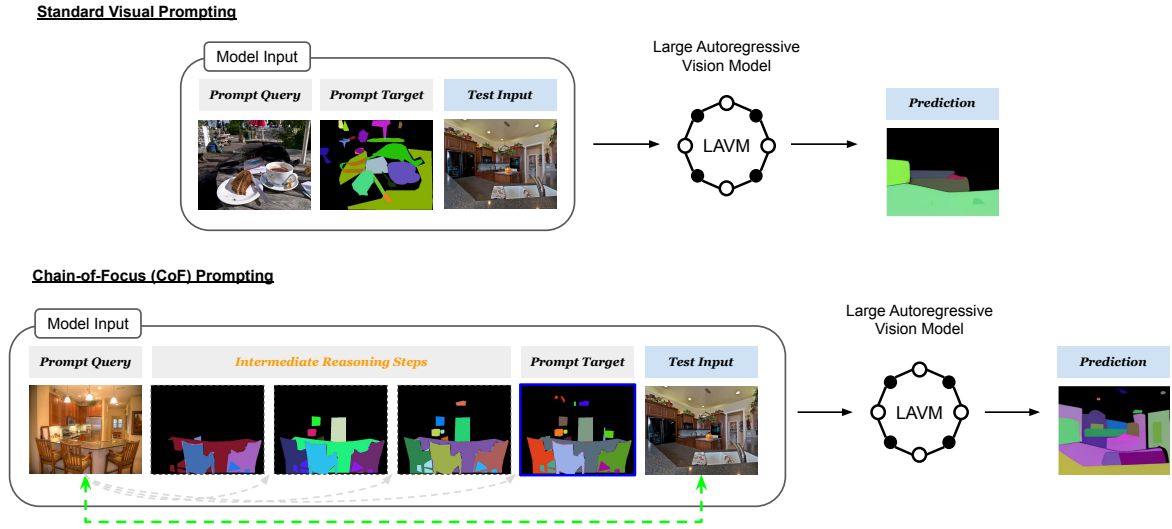 Standard Visual Prompting
Model Input
Prompt Query
Prompt Target
Test Input
Large Autoregressive
Vision Model
LAVM
Prediction
Chain-of-Focus (CoF) Prompting
Model Input
Prompt Query
Intermediate Reasoning Steps
Prompt Target
Test Input
Large Autoregressive
Vision Model
LAVM
Prediction